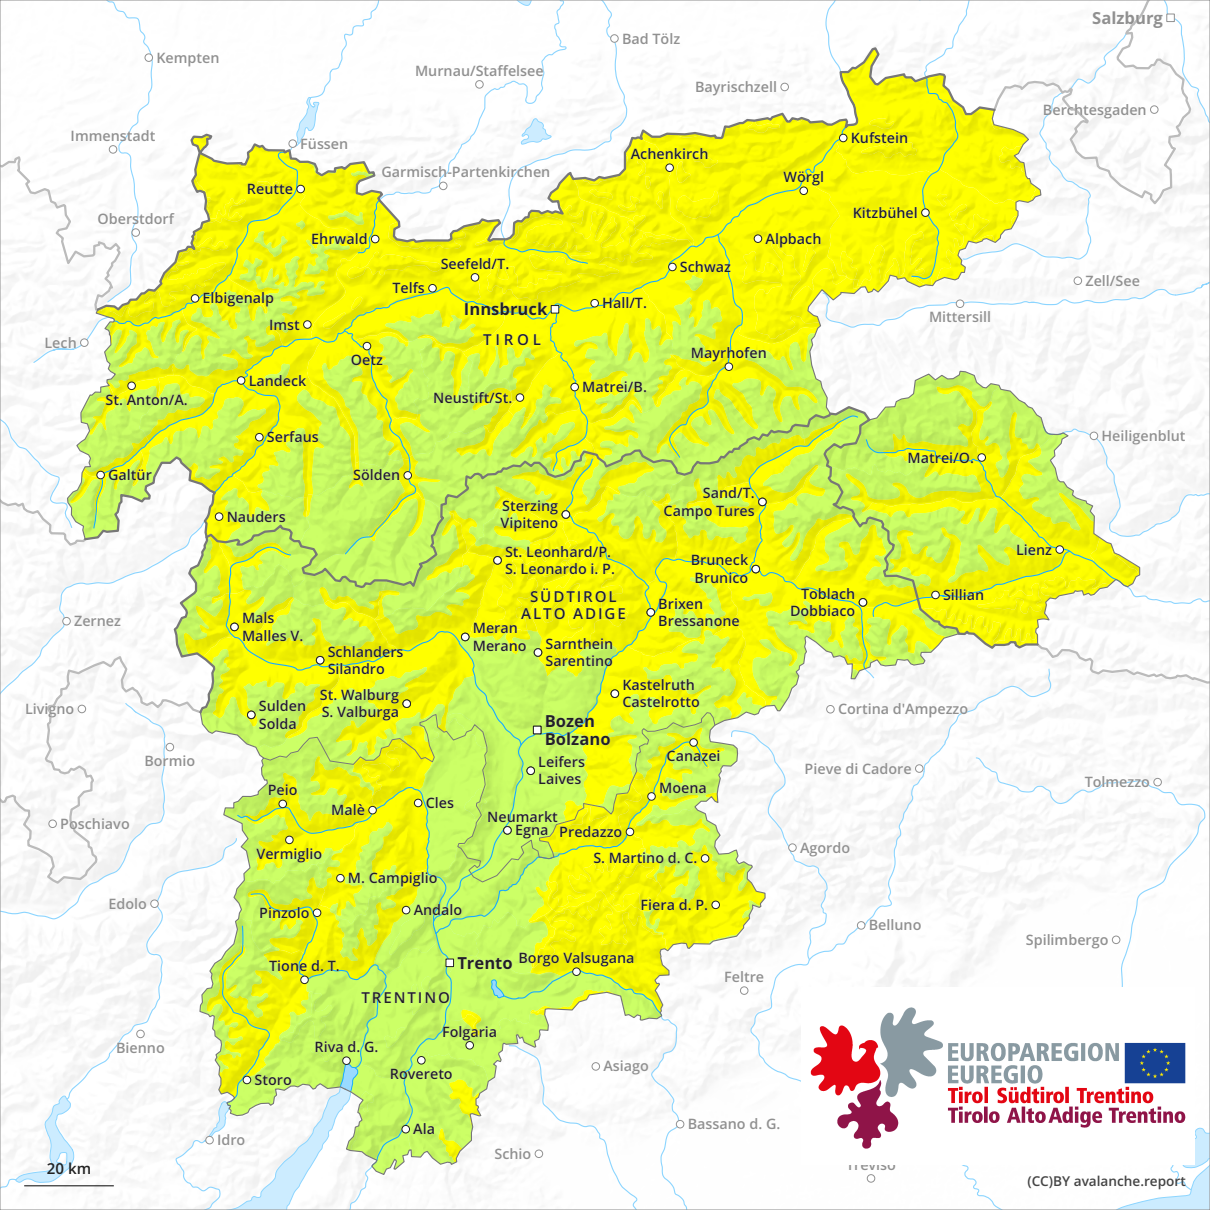 Salzburg
Bad Tölz
Kempten
Murnau/Staffelsee
Bayrischzell
Berchtesgaden
Immenstadt
Füssen
Kufstein
Achenkirch
Garmisch-Partenkirchen
Wörgl
Reutte
Kitzbühel
Oberstdorf
Ehrwald
Alpbach
Seefeld/T.
Schwaz
Zell/See
Telfs
Elbigenalp
Hall/T.
Innsbruck
Mittersill
Imst
TIROL
Lech
Oetz
Mayrhofen
Landeck
Matrei/B.
St. Anton/A.
Neustift/St.
Serfaus
Heiligenblut
Matrei/O.
Galtür
Sölden
Sand/T.
Campo Tures
Sterzing
Vipiteno
Nauders
Lienz
St. Leonhard/P.
S. Leonardo i. P.
Bruneck
Brunico
SÜDTIROL
ALTO ADIGE
Toblach
Dobbiaco
Sillian
Brixen
Bressanone
Zernez
Mals
Malles V.
Meran
Merano
Sarnthein
Sarentino
Schlanders
Silandro
Kastelruth
Castelrotto
St. Walburg
S. Valburga
Livigno
Sulden
Solda
Cortina d'Ampezzo
Bozen
Bolzano
Bormio
Canazei
Leifers
Laives
Pieve di Cadore
Tolmezzo
Peio
Moena
Malè
Cles
Poschiavo
Neumarkt
Egna
Predazzo
Vermiglio
S. Martino d. C.
Agordo
M. Campiglio
Edolo
Pinzolo
Andalo
Fiera d. P.
Belluno
Spilimbergo
Trento
Borgo Valsugana
Tione d. T.
Feltre
TRENTINO
Folgaria
Bienno
Riva d. G.
Rovereto
Asiago
Storo
EUROPAREGION
EUREGIO
Tirol Südtirol Trentino
Tirolo Alto Adige Trentino
Ala
Bassano d. G.
Idro
Schio
Treviso
20 km
(CC)BY avalanche.report